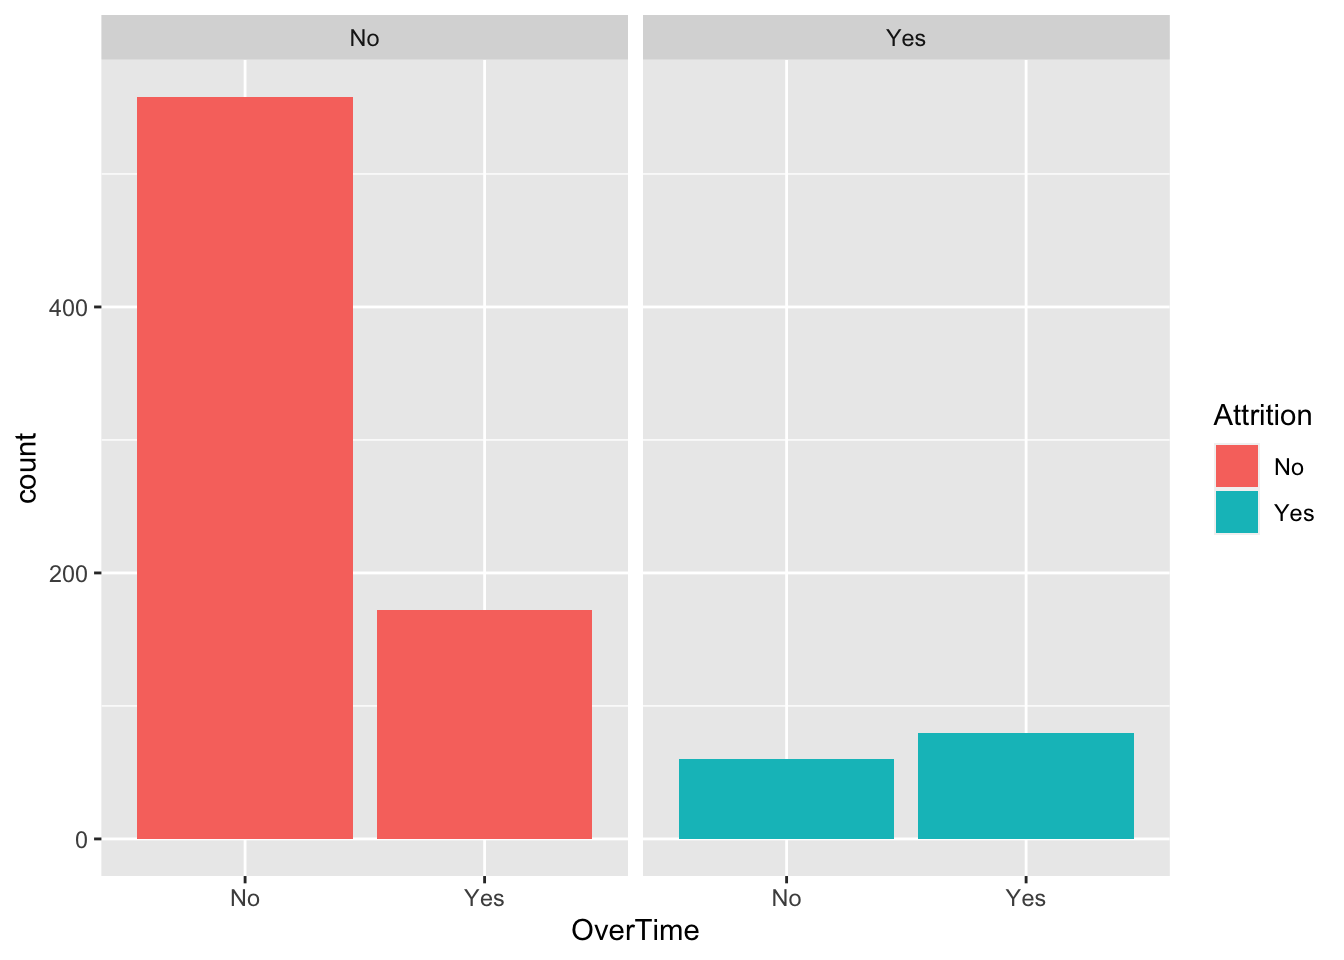 No
Yes
400
200
0
count
No
Yes
No
Yes
OverTime
Attrition
No
Yes